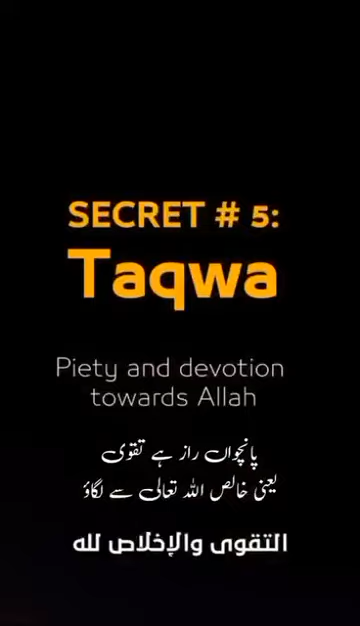 SECRET # 5:
Taqwa
Piety and devotion
towards Allah
پانچواں راز ہے تقویٰ
یعنی خالص اللہ تعالیٰ سے لگاؤ
التقوى والإخلاص لله